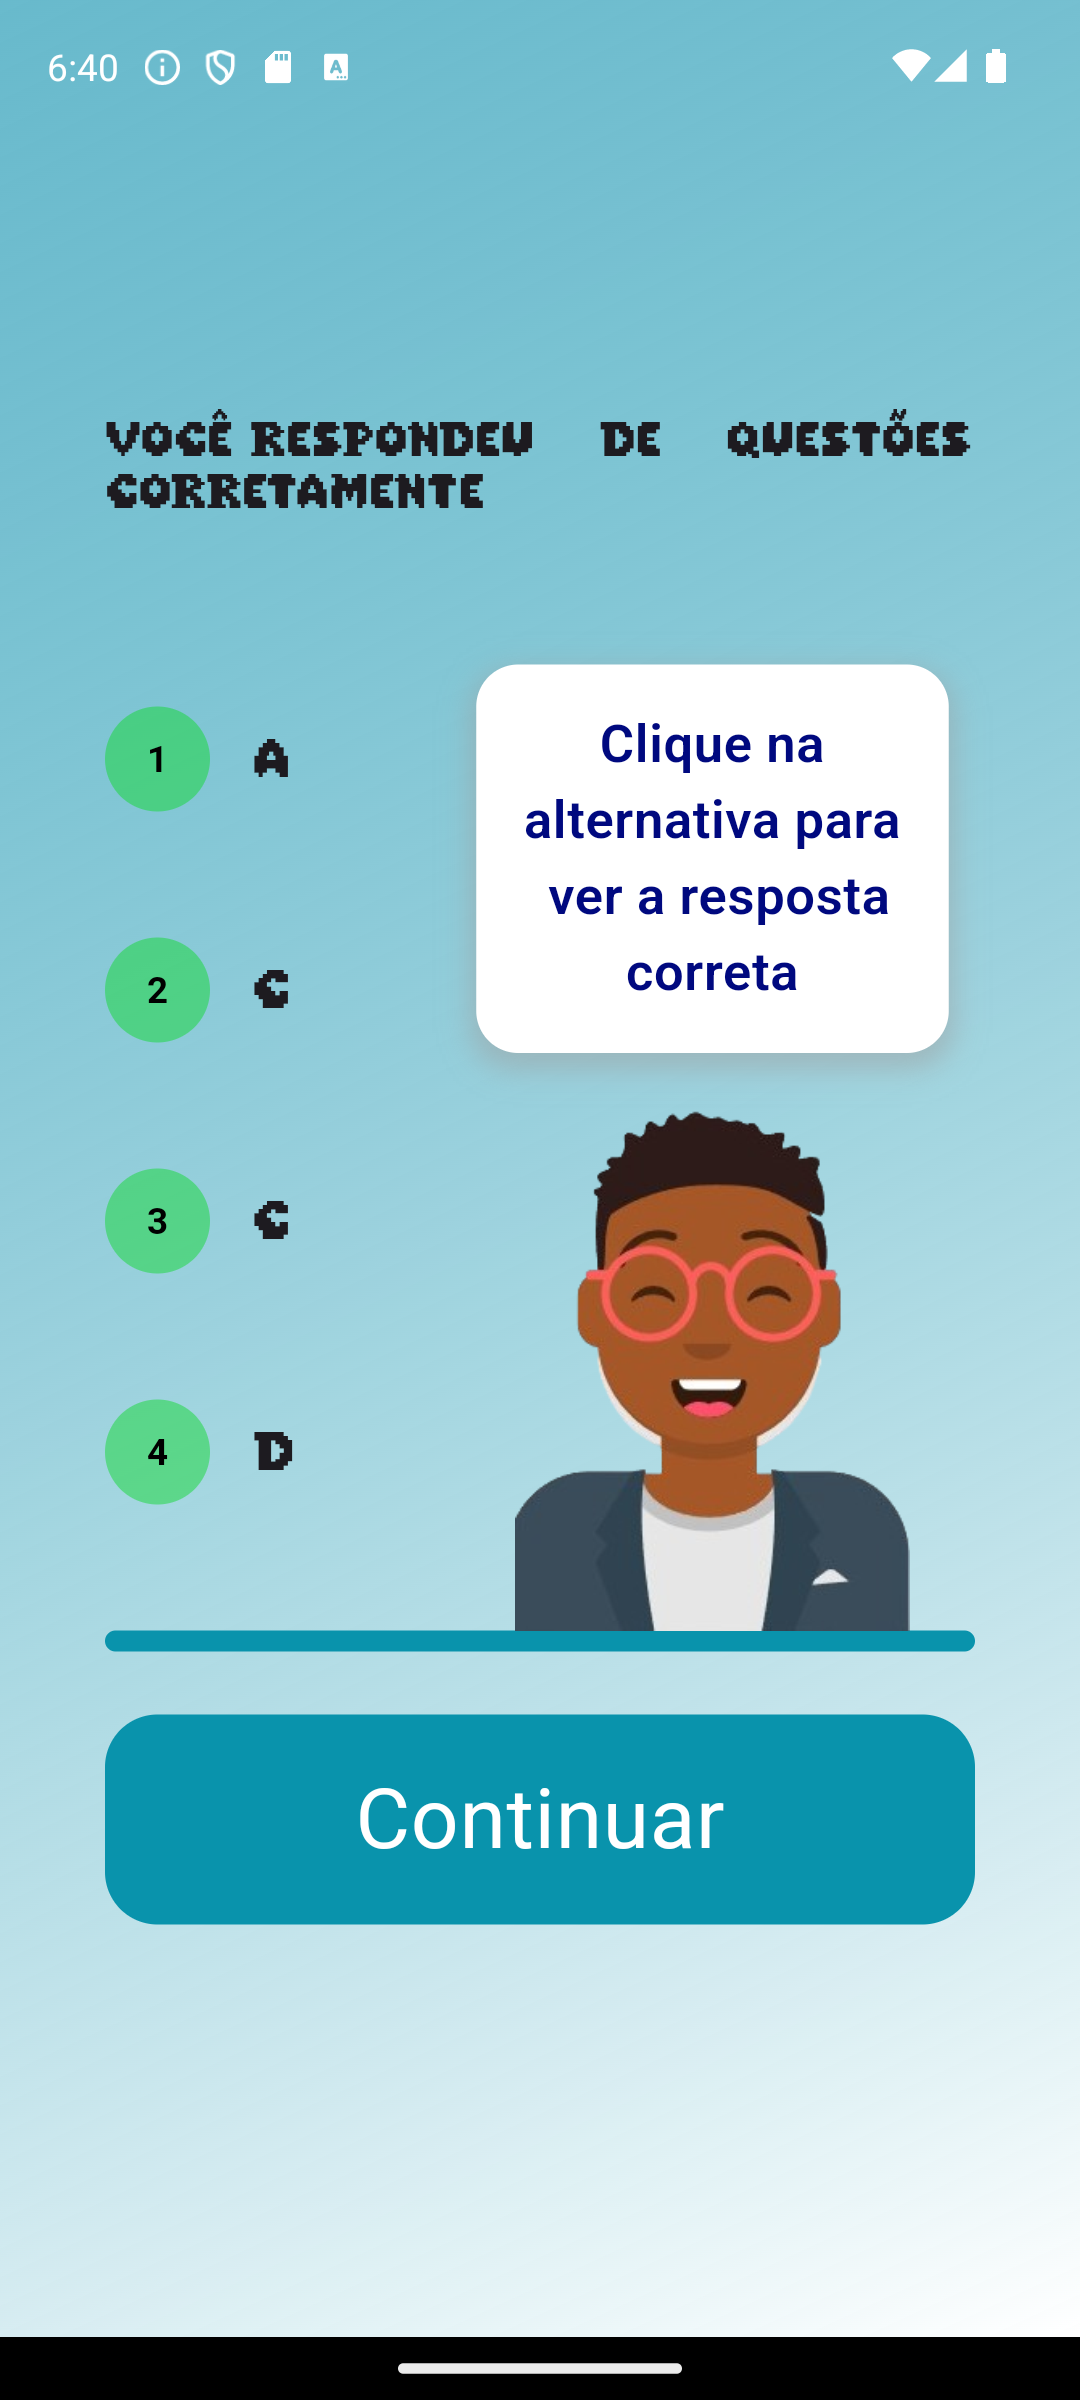 6:40
VOCÊ RESPONDEU DE QUESTÕES
CORRETAMENTE
1 A
Clique na
alternativa para
ver a resposta
correta
2 C
3 C
4 D
Continuar